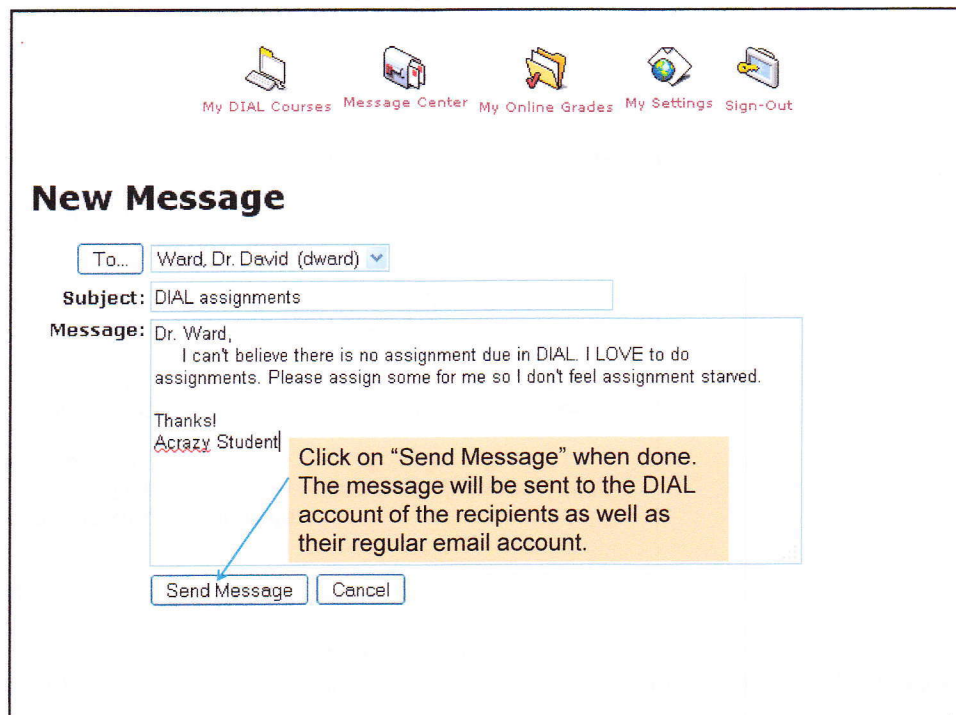 My DIAL Courses Message Center My Online Grades My Settings Sign-Out
New Message
To... Ward, Dr. David (dward)
Subject: DIAL assignments
Message: Dr. Ward,
I can't believe there is no assignment due in DIAL. I LOVE to do
assignments. Please assign some for me so I don't feel assignment starved.
Thanks!
Acrazy Student
Click on “Send Message” when done.
The message will be sent to the DIAL
account of the recipients as well as
their regular email account.
Send Message Cancel